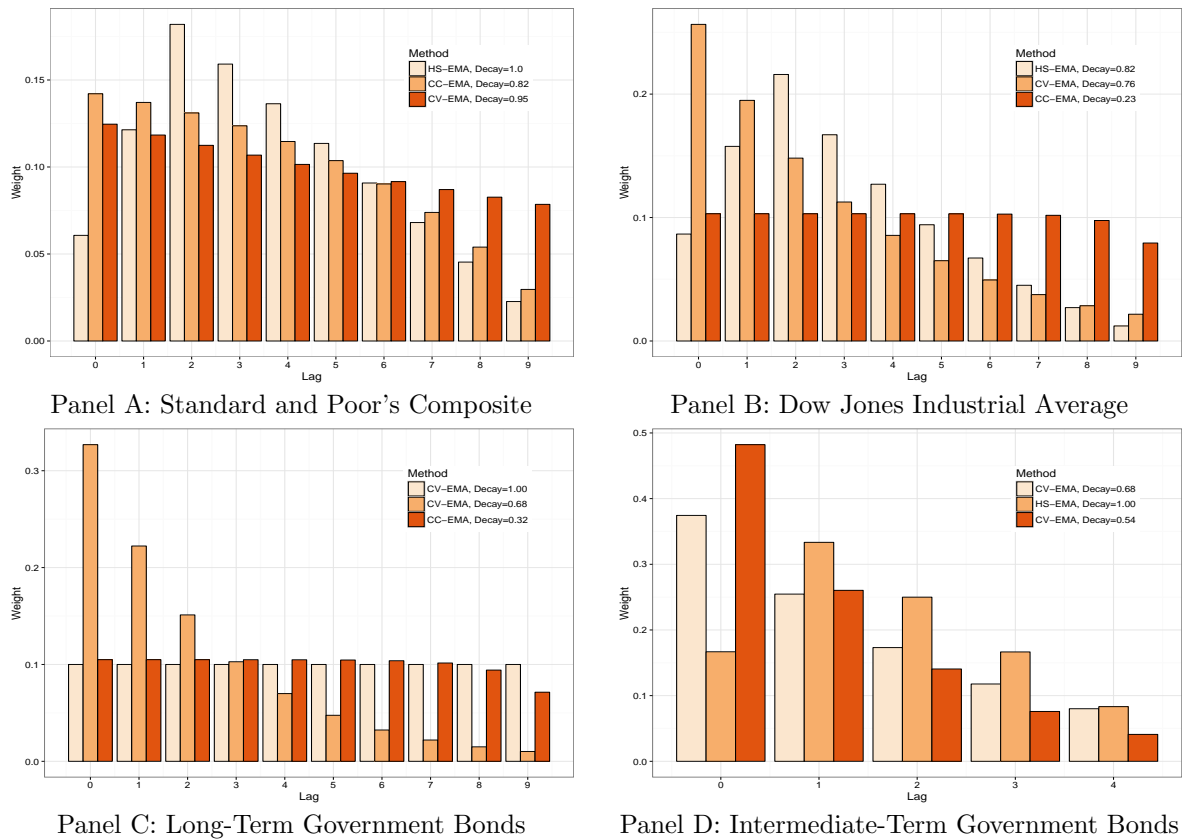 Method
HS−EMA, Decay=1.0
CC−EMA, Decay=0.82
CV−EMA, Decay=0.95
Weight
0.15
0.10
0.05
0.00
0 1 2 3 4 5 6 7 8 9
Lag
Panel A: Standard and Poor's Composite
Method
HS−EMA, Decay=0.82
CV−EMA, Decay=0.76
CC−EMA, Decay=0.23
Weight
0.2
0.1
0.0
0 1 2 3 4 5 6 7 8 9
Lag
Panel B: Dow Jones Industrial Average
Method
CV−EMA, Decay=1.00
CV−EMA, Decay=0.68
CC−EMA, Decay=0.32
Weight
0.3
0.2
0.1
0.0
0 1 2 3 4 5 6 7 8 9
Lag
Panel C: Long-Term Government Bonds
Method
CV−EMA, Decay=0.68
HS−EMA, Decay=1.00
CV−EMA, Decay=0.54
Weight
0.5
0.4
0.3
0.2
0.1
0.0
0 1 2 3 4
Lag
Panel D: Intermediate-Term Government Bonds